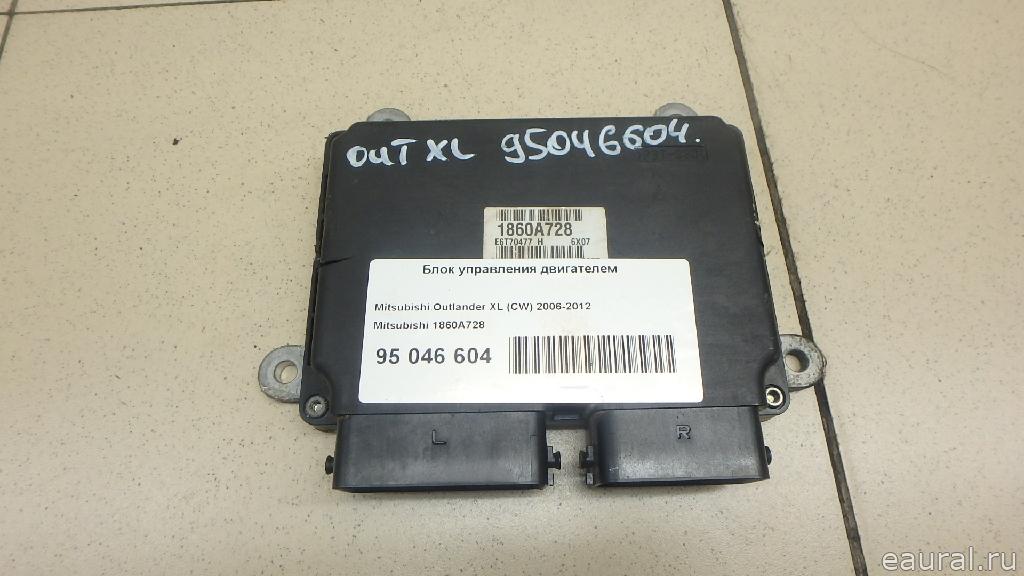 OUT XL 95046604.
1860A728
E6T70477 H 6X07
Блок управления двигателем
Mitsubishi Outlander XL (CW) 2006-2012
Mitsubishi 1860A728
95 046 604
L
R
eaural.ru